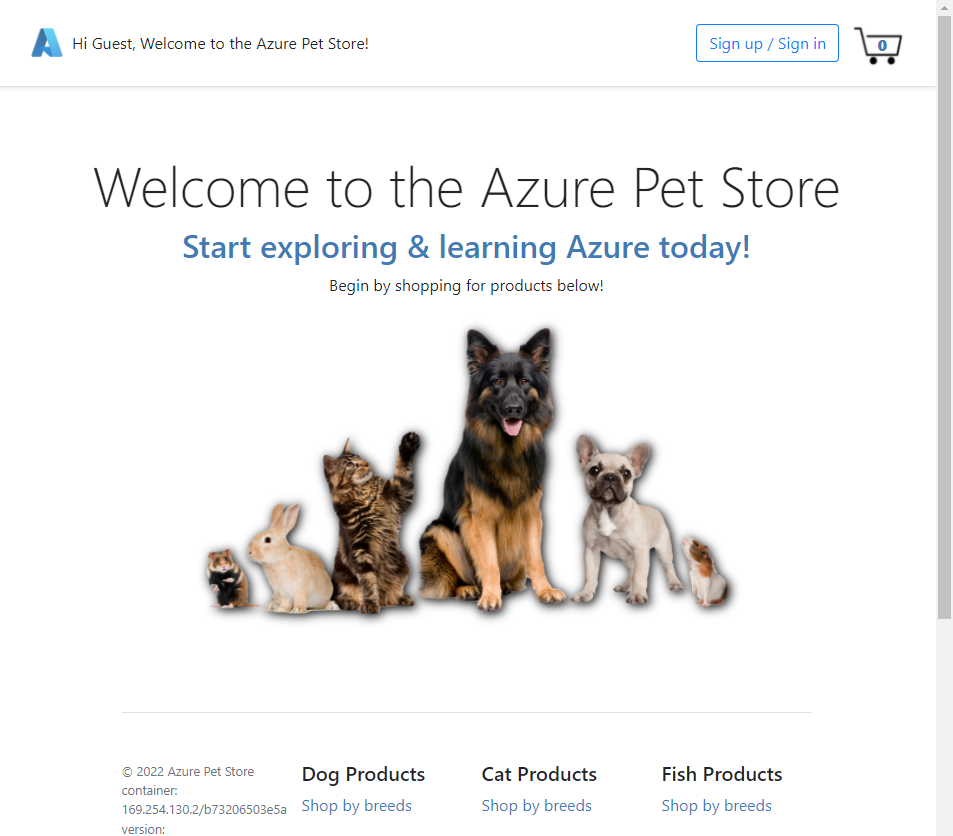 Hi Guest, Welcome to the Azure Pet Store!
Sign up / Sign in
0
Welcome to the Azure Pet Store
Start exploring & learning Azure today!
Begin by shopping for products below!
© 2022 Azure Pet Store
container:
169.254.130.2/b73206503e5a
version:
Dog Products
Shop by breeds
Cat Products
Shop by breeds
Fish Products
Shop by breeds